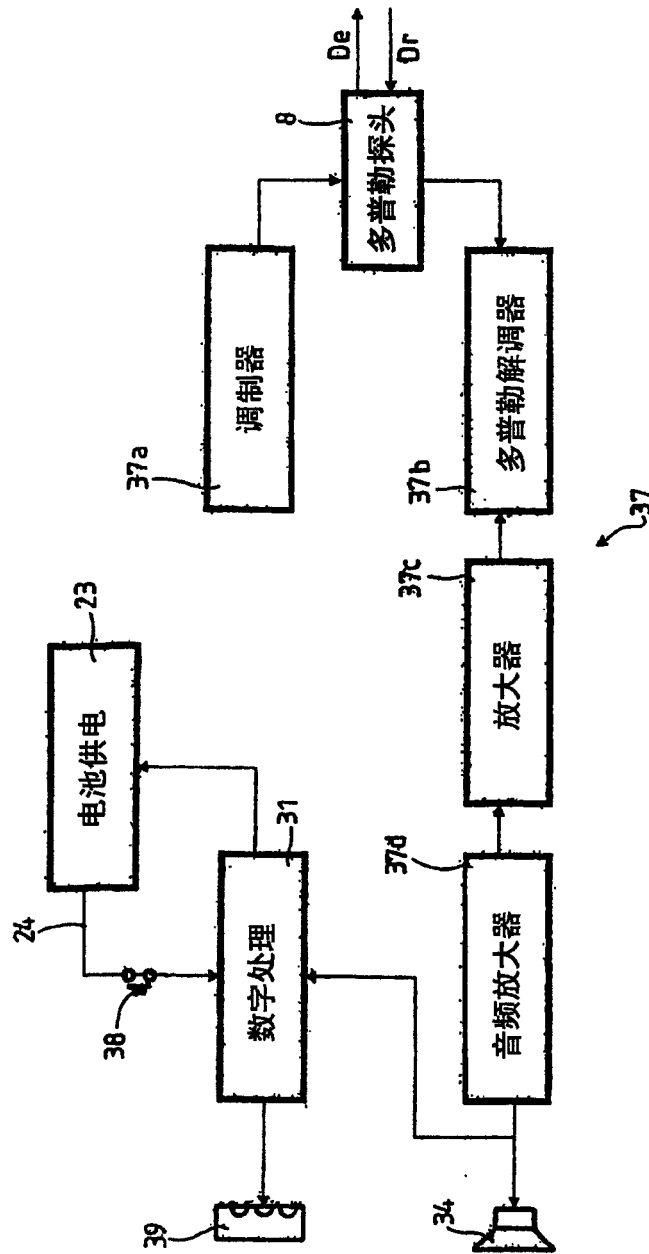 De
Dr
8
多普勒探头
37a
调制器
37b
多普勒解调器
37
23
电池供电
37c
放大器
24
38
31
数字处理
37d
音频放大器
39
34